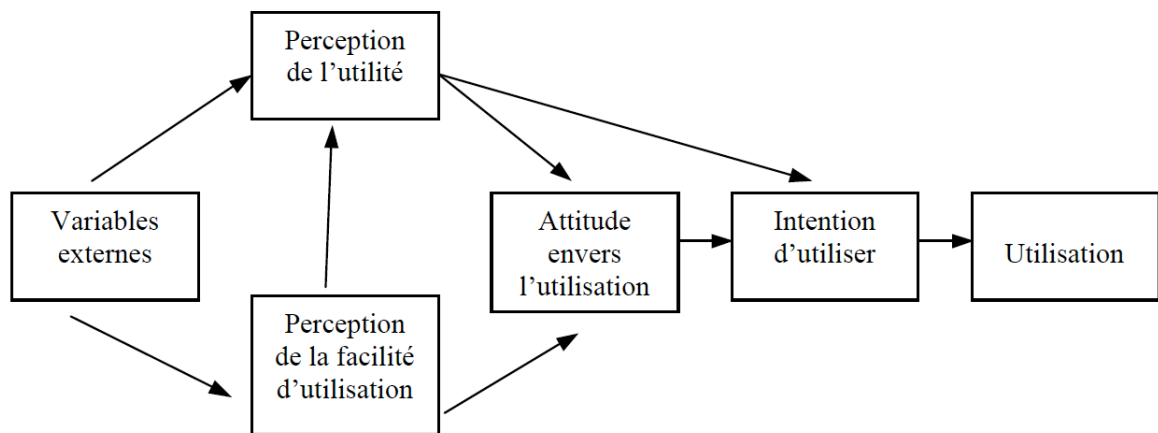 Perception
de l’utilité
Variables
externes
Perception
de la facilité
d’utilisation
Attitude
envers
l’utilisation
Intention
d’utiliser
Utilisation